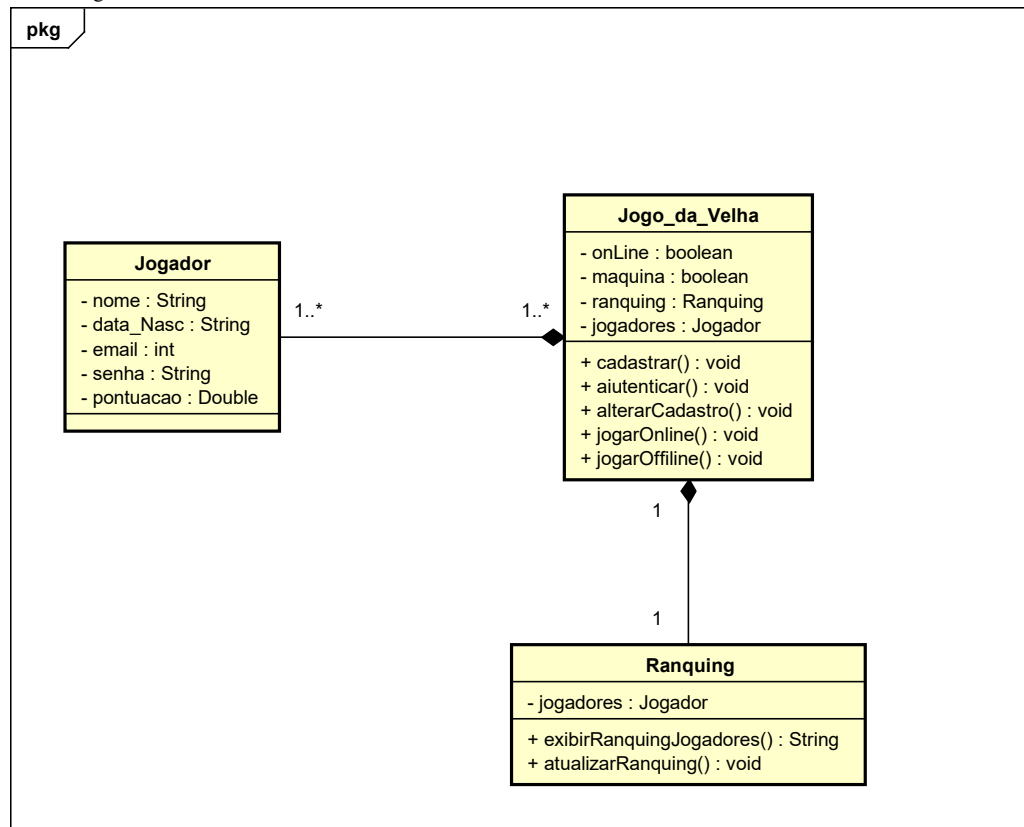 pkg
Jogo_da_Velha
- onLine : boolean
- maquina : boolean
- ranquing : Ranquing
- jogadores : Jogador
+ cadastrar() : void
+ aiutenticar() : void
+ alterarCadastro() : void
+ jogarOnline() : void
+ jogarOffiline() : void
Jogador
- nome : String
- data_Nasc : String
- email : int
- senha : String
- pontuacao : Double
1..*
1..*
1
1
Ranquing
- jogadores : Jogador
+ exibirRanquingJogadores() : String
+ atualizarRanquing() : void